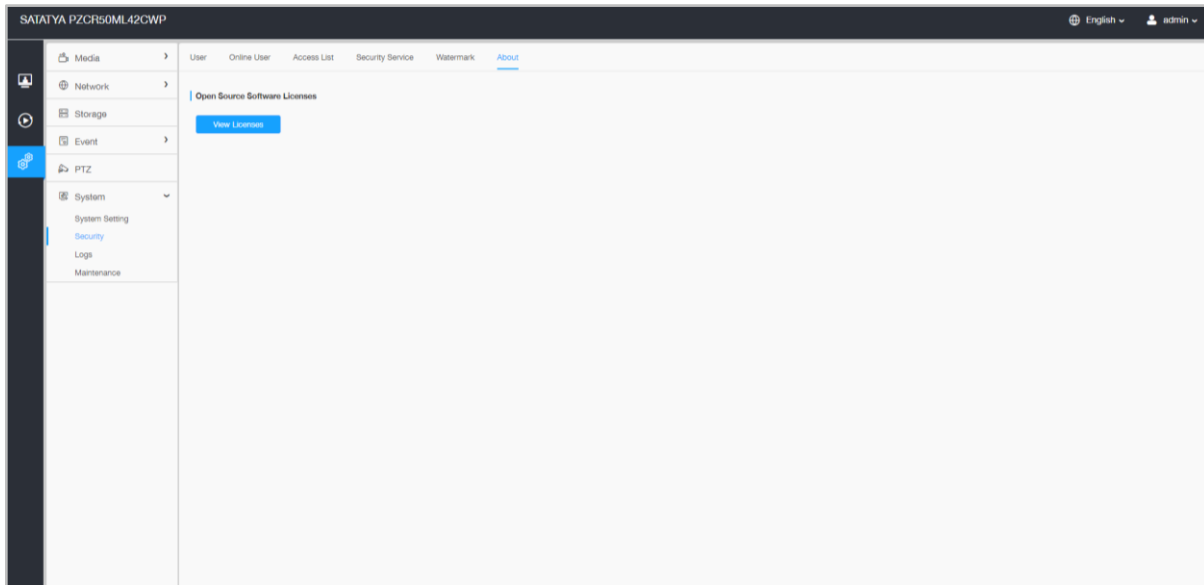 SATATYA PZCR50ML42CWP
English
admin
Media
Network
Storage
Event
PTZ
System
System Setting
Security
Logs
Maintenance
User Online User Access List Security Service Watermark About
Open Source Software Licenses
View Licenses